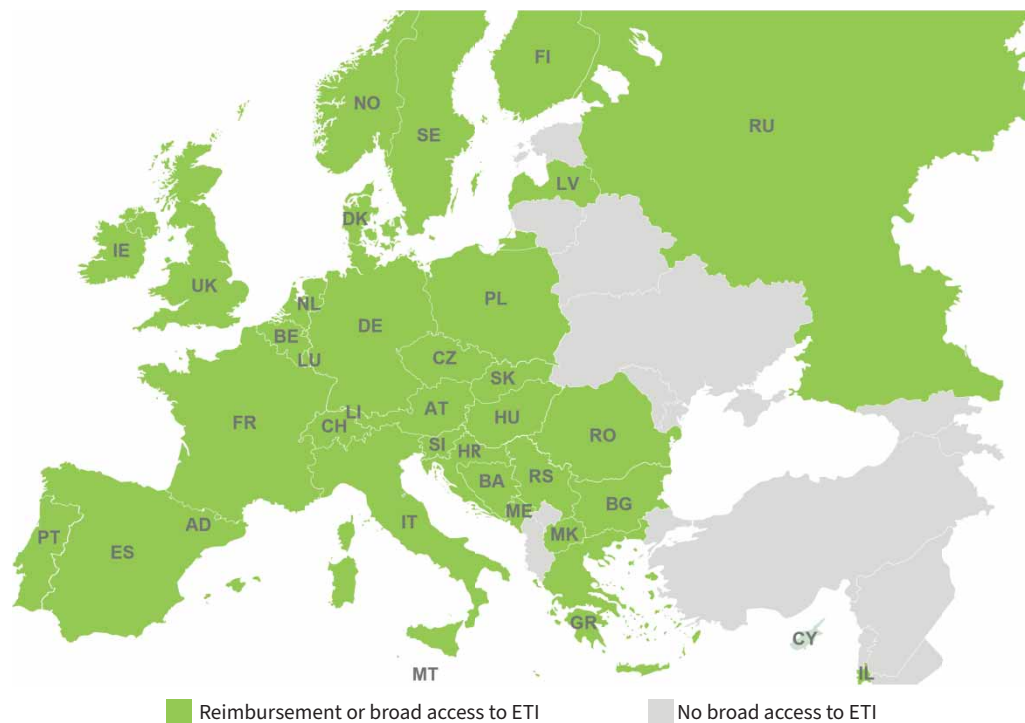 FI
NO
SE
RU
LV
DK
IE
UK
NL
PL
BE
DE
LU
CZ
SK
LI
AT
CH
HU
FR
RO
SI
HR
BA
RS
ME
BG
IT
MK
AD
PT
ES
GR
CY
MT
IL
Reimbursement or broad access to ETI
No broad access to ETI